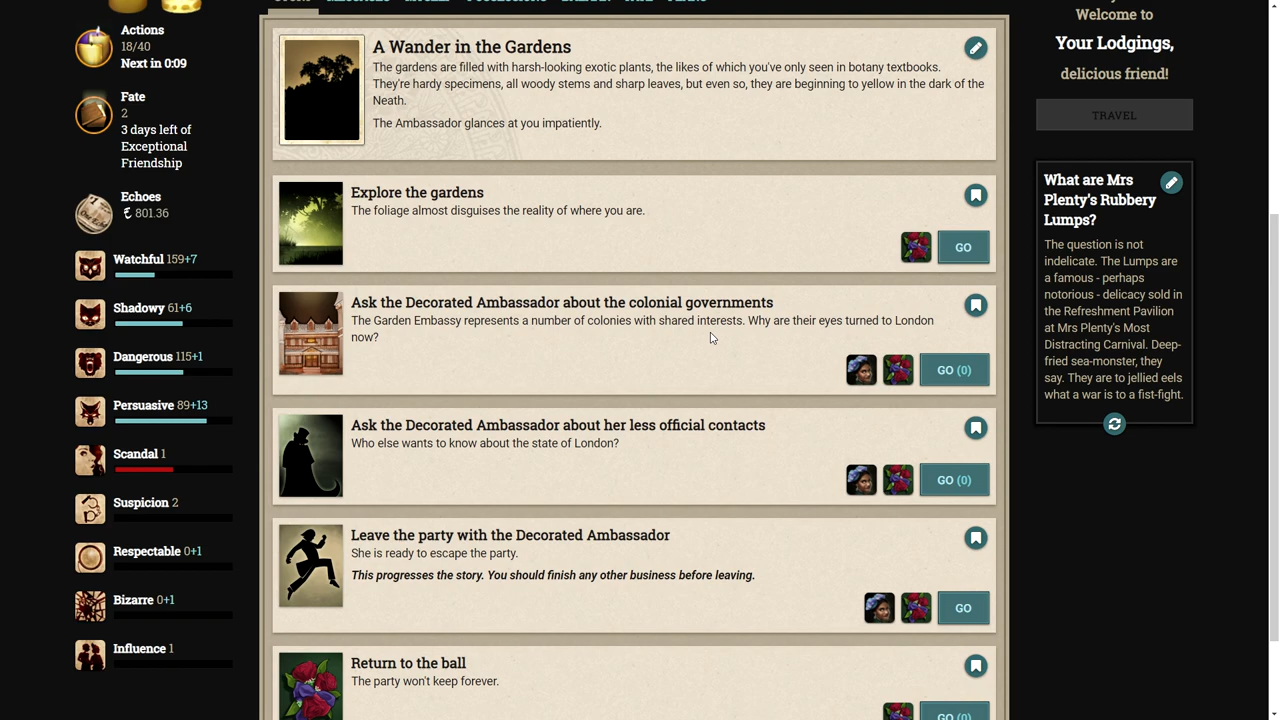 Actions
18/40
Next in 0:09
Fate
2
3 days left of
Exceptional
Friendship
Echoes
801.36
Watchful 159+7
Shadowy 61+6
Dangerous 115+1
Persuasive 89+13
Scandal 1
Suspicion 2
Respectable 0+1
Bizarre 0+1
Influence 1
A Wander in the Gardens
The gardens are filled with harsh-looking exotic plants, the likes of which you've only seen in botany textbooks.
They're hardy specimens, all woody stems and sharp leaves, but even so, they are beginning to yellow in the dark of the
Neath.
The Ambassador glances at you impatiently.
Explore the gardens
The foliage almost disguises the reality of where you are.
GO
Ask the Decorated Ambassador about the colonial governments
The Garden Embassy represents a number of colonies with shared interests. Why are their eyes turned to London
now?
GO (0)
Ask the Decorated Ambassador about her less official contacts
Who else wants to know about the state of London?
GO (0)
Leave the party with the Decorated Ambassador
She is ready to escape the party.
This progresses the story. You should finish any other business before leaving.
GO
Return to the ball
The party won't keep forever.
GO (0)
Welcome to
Your Lodgings,
delicious friend!
TRAVEL
What are Mrs
Plenty's Rubbery
Lumps?
The question is not
indelicate. The Lumps are
a famous - perhaps
notorious - delicacy sold in
the Refreshment Pavilion
at Mrs Plenty's Most
Distracting Carnival. Deep-
fried sea-monster, they
say. They are to jellied eels
what a war is to a fist-fight.